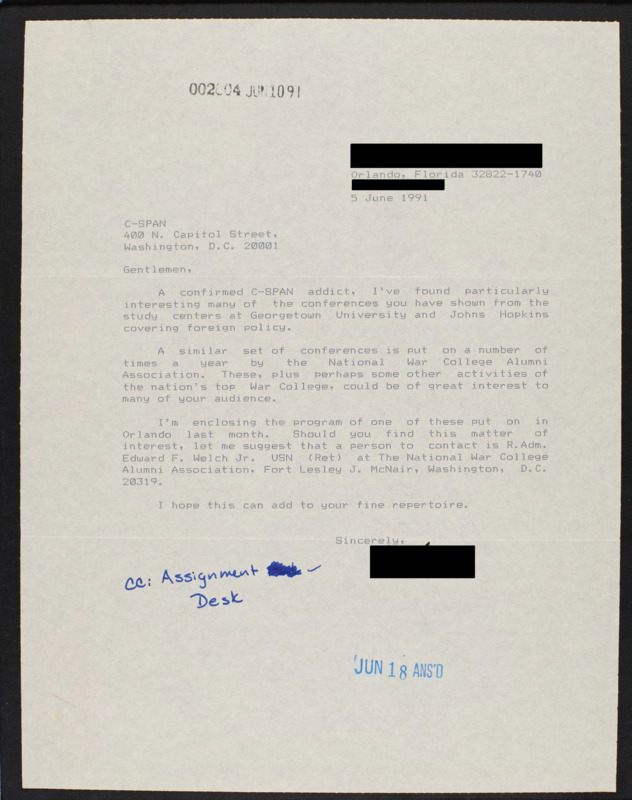 JUN1091
Orlando, Florida 32822-1740
5 June 1991
C-SPAN
400 N. Capitol Street,
Washington, D.C. 20001
Gentlemen,
A confirmed C-SPAN addict, I've found particularly
interesting many of the conferences you have shown from the
study centers at Georgetown University and Johns Hopkins
covering foreign policy.
A similar set of conferences is put on a number of
times a year by the National War College Alumni
Association. These, plus perhaps some other activities of
the nation's top War College, could be of great interest to
many of your audience.
I'm enclosing the program of one of these put on in
Orlando last month. Should you find this matter of
interest, let me suggest that a person to contact is R.Adm.
Edward F. Welch Jr. USN (Ret) at The National War College
Alumni Association, Fort Lesley J. McNair, Washington, D.C.
20319.
I hope this can add to your fine repertoire.
Sincerely,
cc: Assignment
Desk
JUN 18 ANS'D